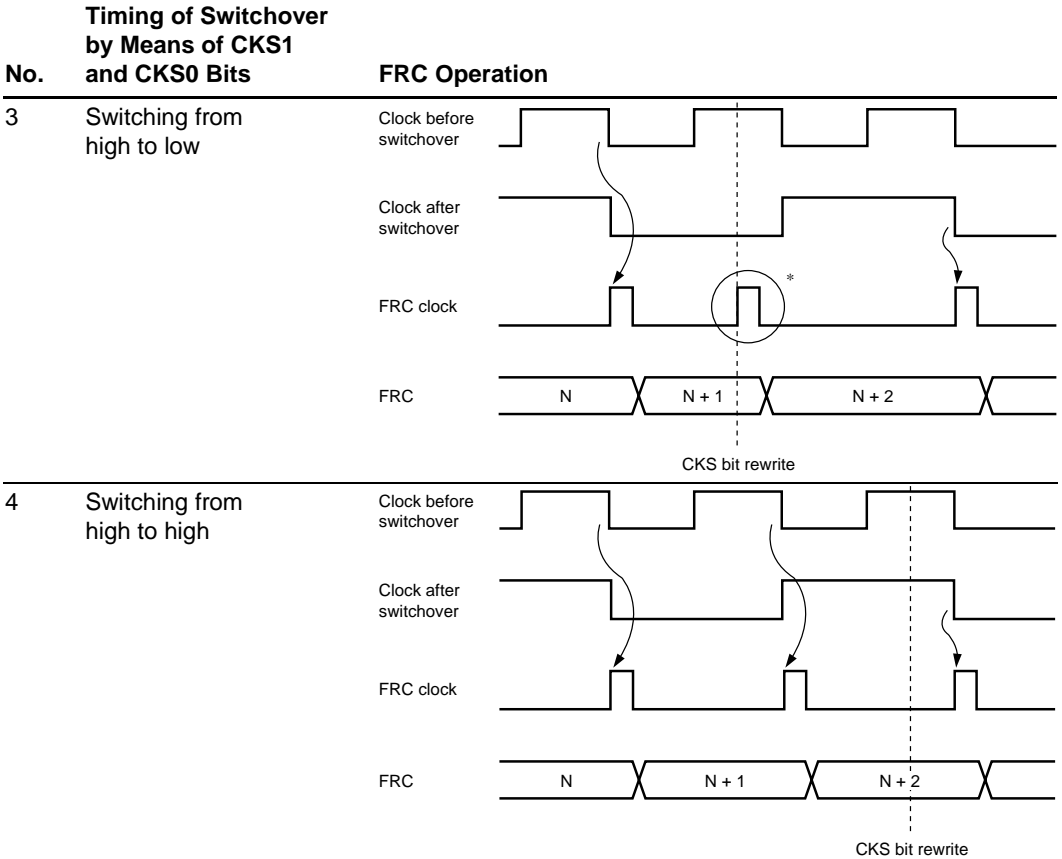 No.
Timing of Switchover
by Means of CKS1
and CKS0 Bits
FRC Operation
3
Switching from
high to low
Clock before
switchover
Clock after
switchover
FRC clock
*
FRC
N
N + 1
N + 2
CKS bit rewrite
4
Switching from
high to high
Clock before
switchover
Clock after
switchover
FRC clock
FRC
N
N + 1
N + 2
CKS bit rewrite